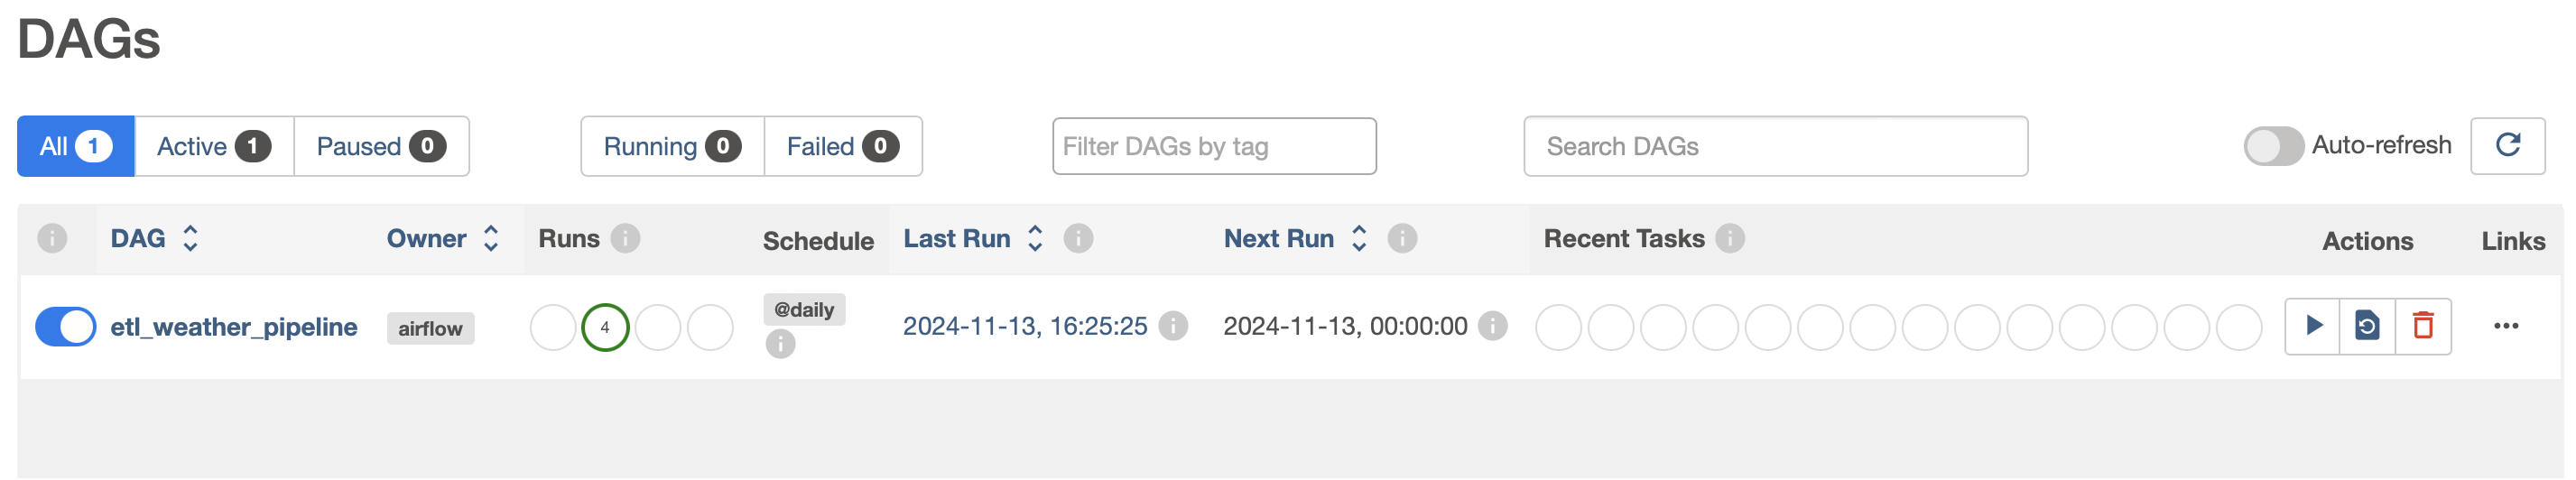 DAGs
All 1 Active 1 Paused 0 Running 0 Failed 0 Filter DAGs by tag Search DAGs Auto-refresh
i DAG Owner Runs i Schedule Last Run i Next Run i Recent Tasks i Actions Links
etl_weather_pipeline airflow 4 @daily i 2024-11-13, 16:25:25 i 2024-11-13, 00:00:00 i